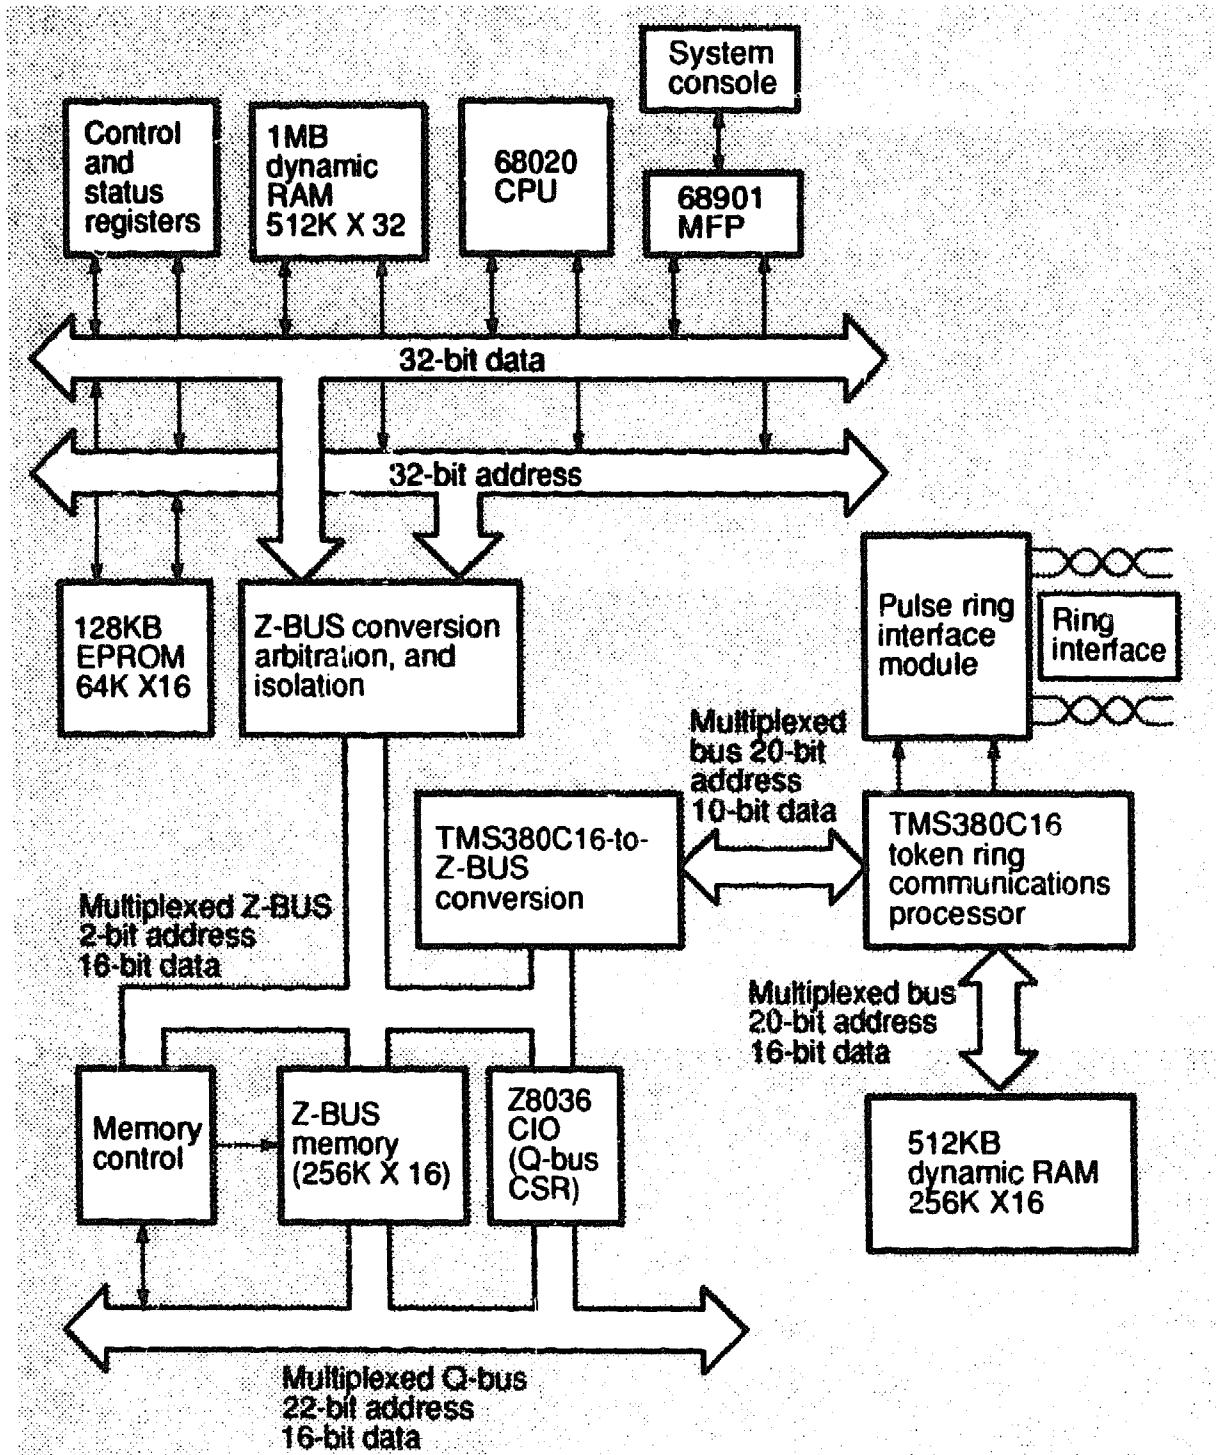 System
console
Control
and
status
registers
1MB
dynamic
RAM
512K X 32
68020
CPU
68901
MFP
32-bit data
32-bit address
128KB
EPROM
64K X16
Z-BUS conversion
arbitration, and
isolation
Pulse ring
interface
module
Ring
interface
Multiplexed
bus 20-bit
address
10-bit data
TMS380C16-to-
Z-BUS
conversion
TMS380C16
token ring
communications
processor
Multiplexed Z-BUS
2-bit address
16-bit data
Multiplexed bus
20-bit address
16-bit data
Memory
control
Z-BUS
memory
(256K X 16)
Z8036
CIO
(Q-bus
CSR)
512KB
dynamic RAM
256K X16
Multiplexed Q-bus
22-bit address
16-bit data